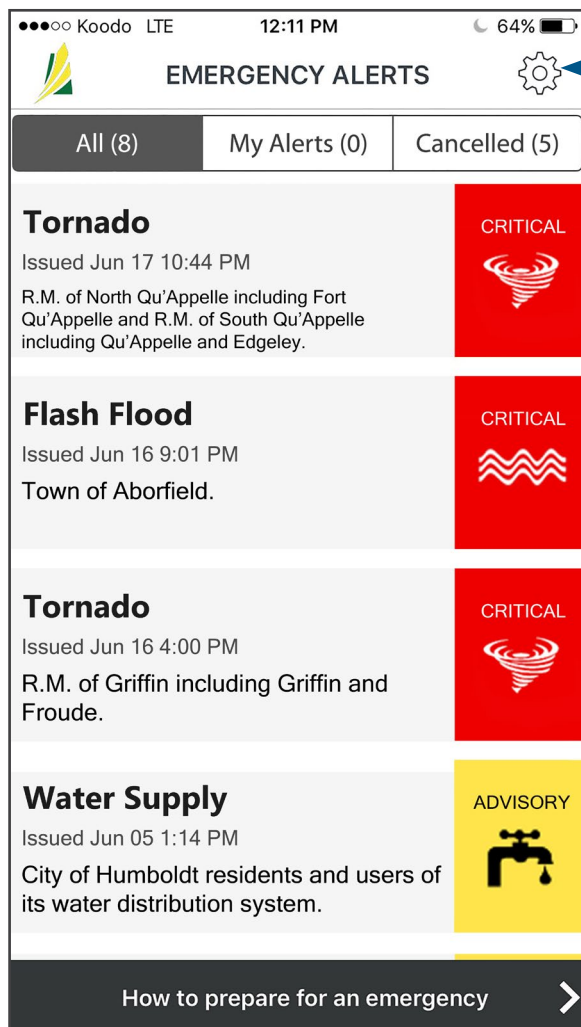 Koodo LTE 12:11 PM 64%
EMERGENCY ALERTS
All (8) My Alerts (0) Cancelled (5)
Tornado
Issued Jun 17 10:44 PM
R.M. of North Qu'Appelle including Fort
Qu'Appelle and R.M. of South Qu'Appelle
including Qu'Appelle and Edgeley.
CRITICAL
Flash Flood
Issued Jun 16 9:01 PM
Town of Aborfield.
CRITICAL
Tornado
Issued Jun 16 4:00 PM
R.M. of Griffin including Griffin and
Froude.
CRITICAL
Water Supply
Issued Jun 05 1:14 PM
City of Humboldt residents and users of
its water distribution system.
ADVISORY
How to prepare for an emergency